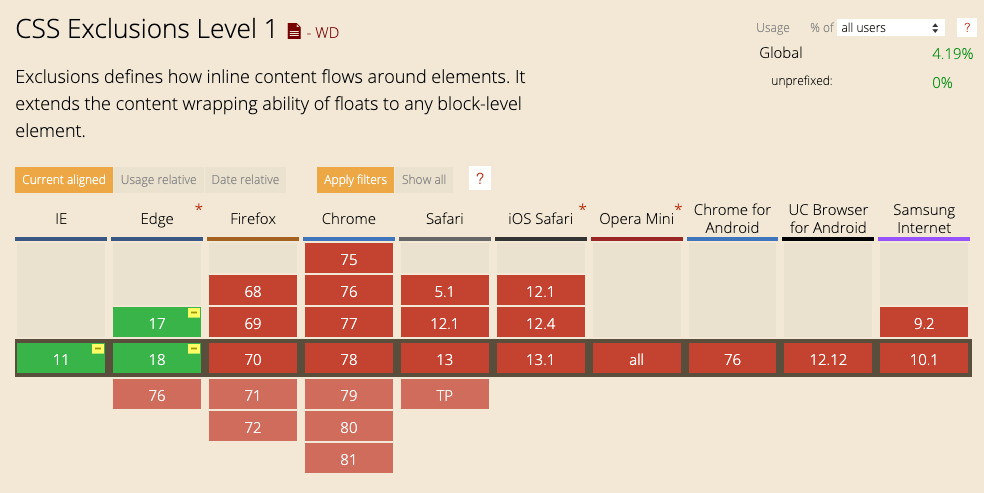 CSS Exclusions Level 1 - WD
Usage % of all users ?
Global 4.19%
unprefixed: 0%
Exclusions defines how inline content flows around elements. It
extends the content wrapping ability of floats to any block-level
element.
Current aligned Usage relative Date relative Apply filters Show all ?
IE Edge * Firefox Chrome Safari iOS Safari * Opera Mini * Chrome for Android UC Browser for Android Samsung Internet
75
68 76 5.1 12.1
17 69 77 12.1 12.4 9.2
11 18 70 78 13 13.1 all 76 12.12 10.1
76 71 79 TP
72 80
81